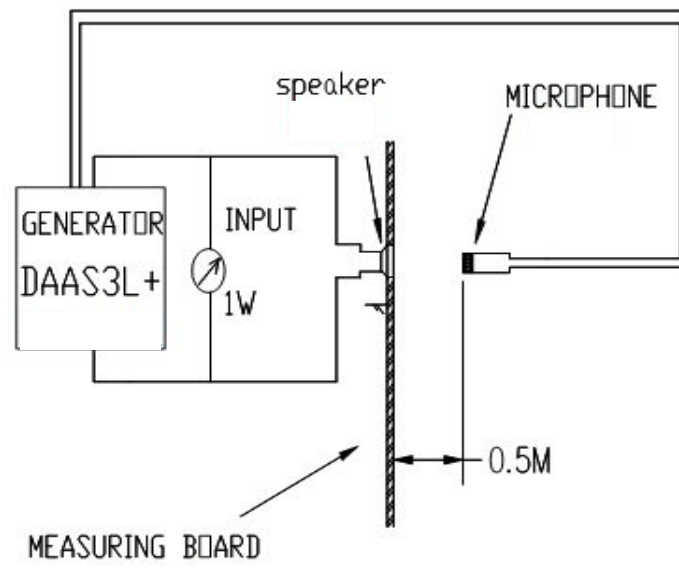 speaker
MICROPHONE
GENERATOR
DAAS3L+
INPUT
1W
0.5M
MEASURING BOARD